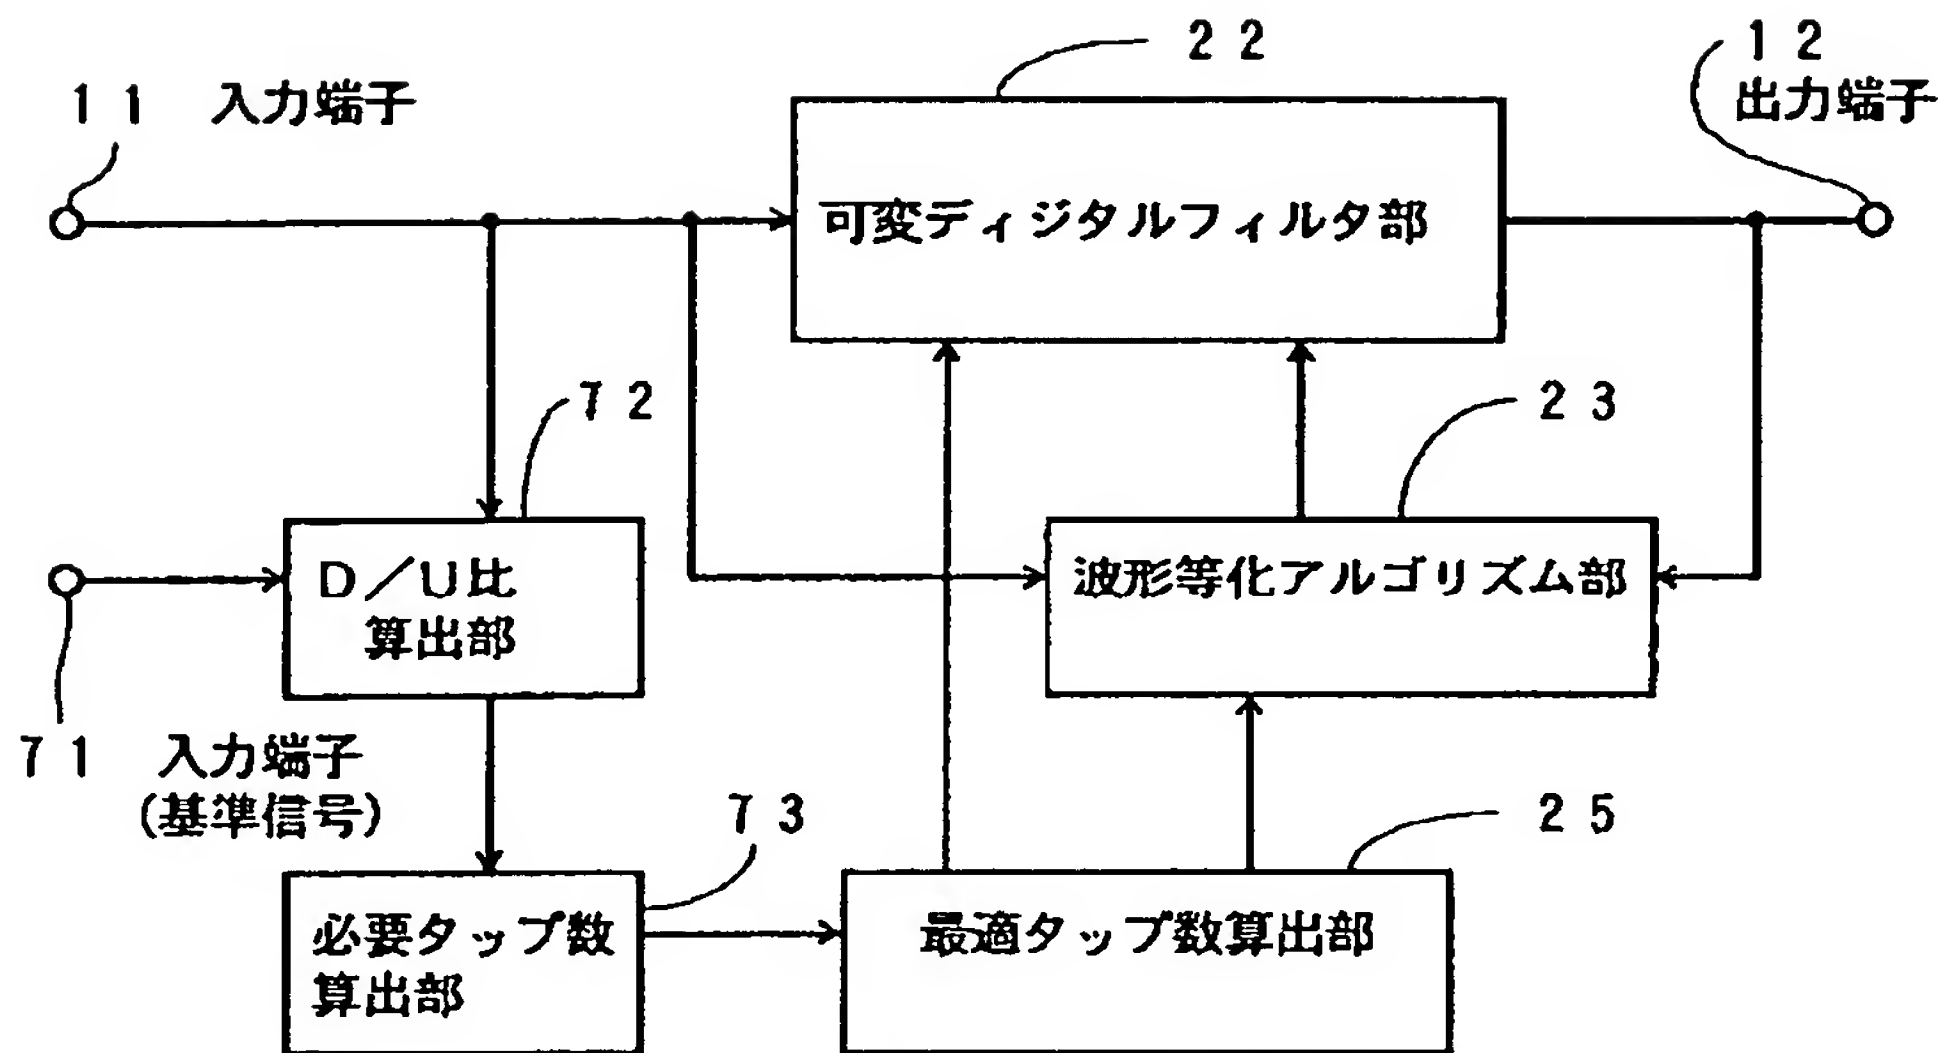 ２２
１２
出力端子
１１ 入力端子
可変ディジタルフィルタ部
７２
２３
D／U比
算出部
波形等化アルゴリズム部
７１ 入力端子
(基準信号)
７３
２５
必要タップ数
算出部
最適タップ数算出部